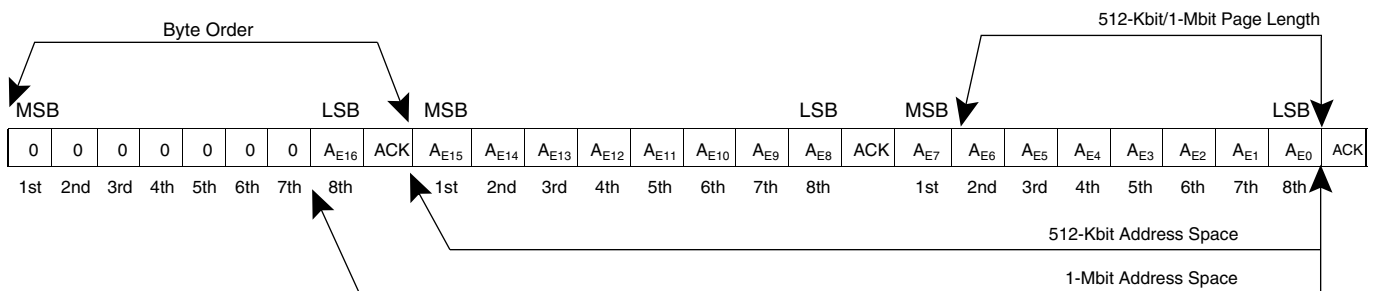 Byte Order
512-Kbit/1-Mbit Page Length
MSB LSB MSB LSB MSB LSB
0 0 0 0 0 0 0 AE16 ACK AE15 AE14 AE13 AE12 AE11 AE10 AE9 AE8 ACK AE7 AE6 AE5 AE4 AE3 AE2 AE1 AE0 ACK
1st 2nd 3rd 4th 5th 6th 7th 8th 1st 2nd 3rd 4th 5th 6th 7th 8th 1st 2nd 3rd 4th 5th 6th 7th 8th
512-Kbit Address Space
1-Mbit Address Space